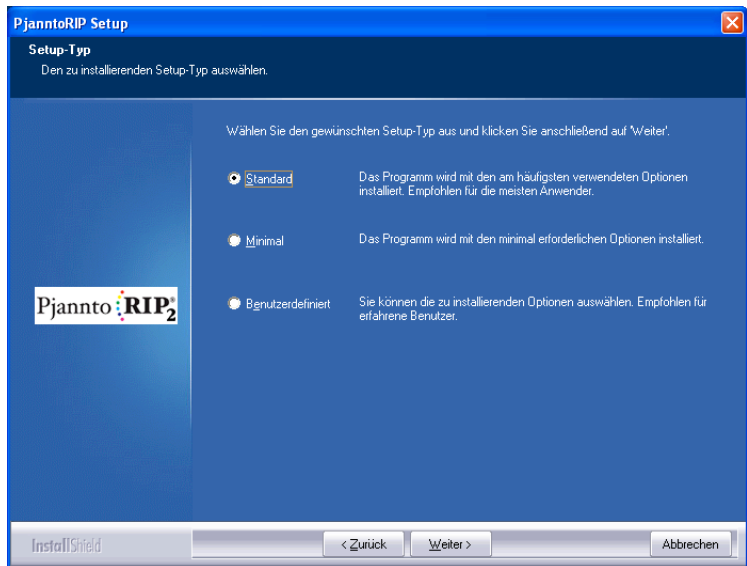 PjanntoRIP Setup
Setup-Typ
Den zu installierenden Setup-Typ auswählen.
Wählen Sie den gewünschten Setup-Typ aus und klicken Sie anschließend auf 'Weiter'.
Standard
Das Programm wird mit den am häufigsten verwendeten Optionen
installiert. Empfohlen für die meisten Anwender.
Minimal
Das Programm wird mit den minimal erforderlichen Optionen installiert.
Pjannto RIP2
Benutzerdefiniert
Sie können die zu installierenden Optionen auswählen. Empfohlen für
erfahrene Benutzer.
InstallShield
< Zurück
Weiter >
Abbrechen